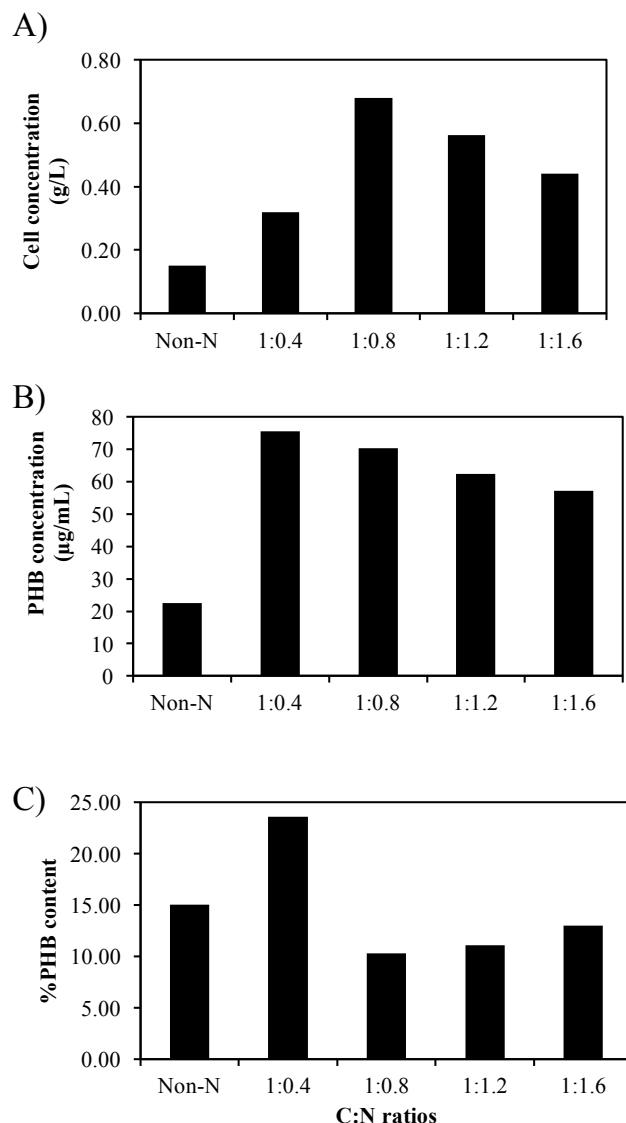 A)
0.80
0.60
0.40
0.20
0.00
Cell concentration
(g/L)
Non-N 1:0.4 1:0.8 1:1.2 1:1.6
B)
80
70
60
50
40
30
20
10
0
PHB concentration
(µg/mL)
Non-N 1:0.4 1:0.8 1:1.2 1:1.6
C)
25.00
20.00
15.00
10.00
5.00
0.00
%PHB content
Non-N 1:0.4 1:0.8 1:1.2 1:1.6
C:N ratios